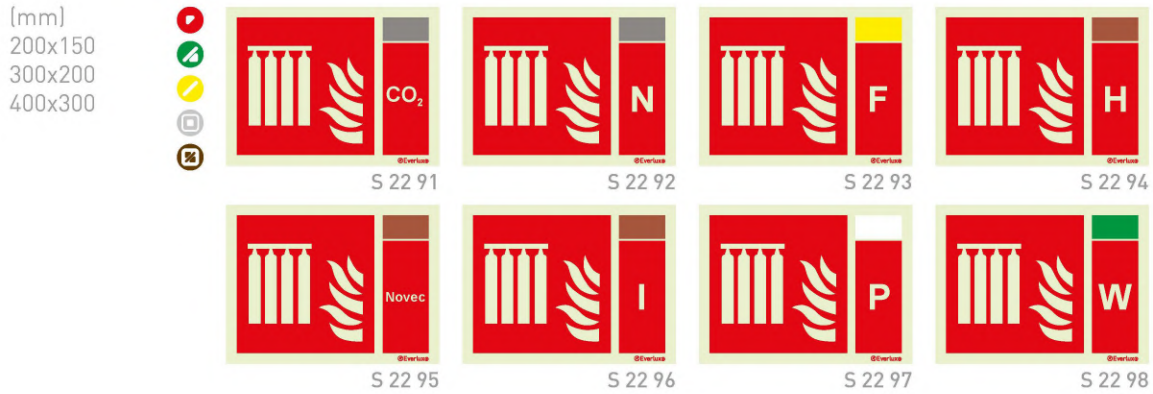 (mm)
200x150
300x200
400x300
CO₂
N
F
H
Everlux
Everlux
Everlux
Everlux
S 22 91
S 22 92
S 22 93
S 22 94
Novec
I
P
W
Everlux
Everlux
Everlux
Everlux
S 22 95
S 22 96
S 22 97
S 22 98